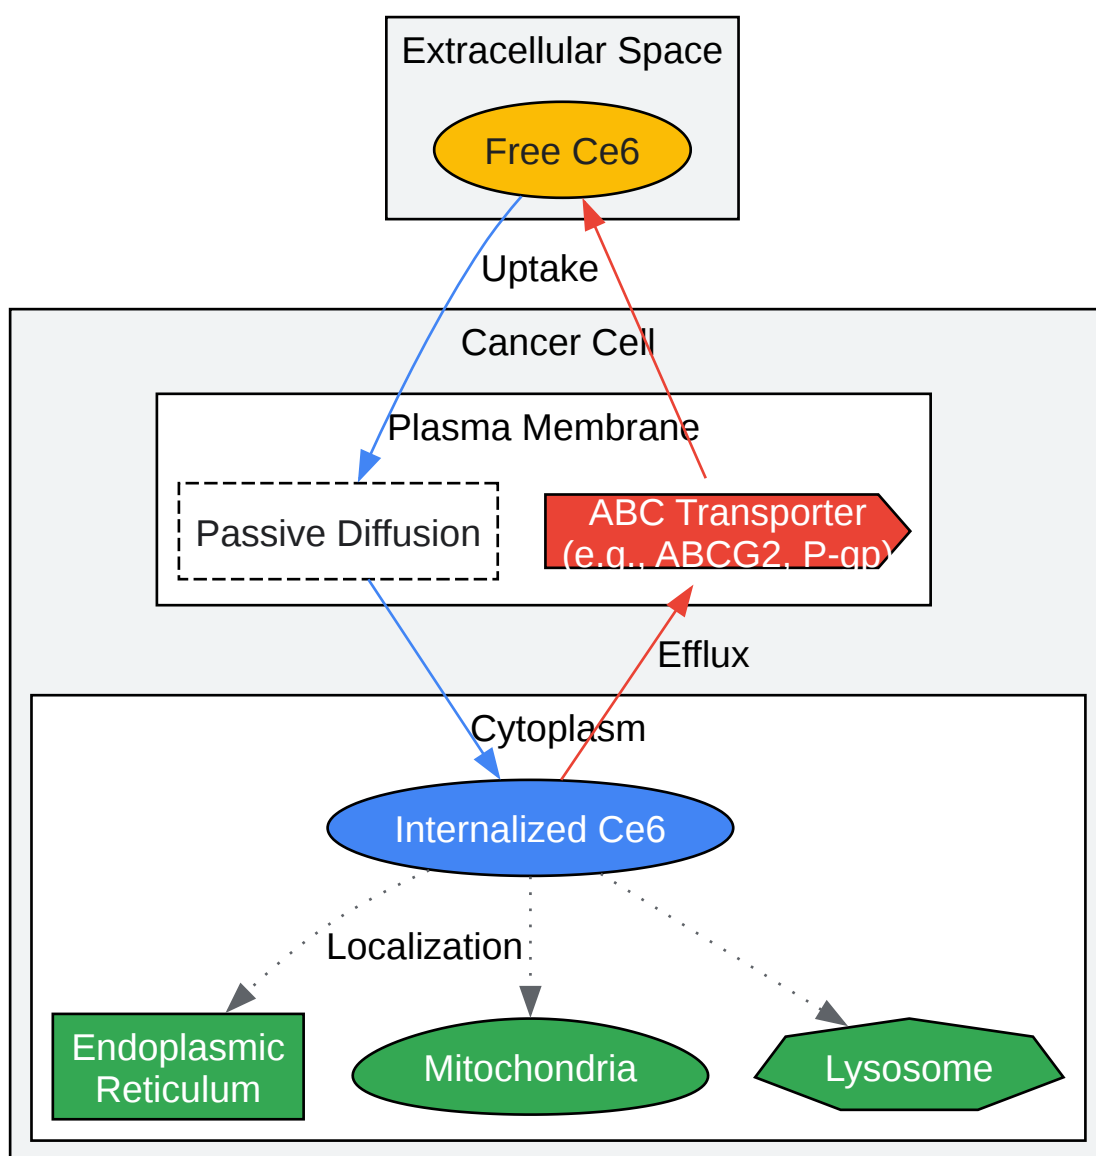 Extracellular Space
Free Ce6
Uptake
Cancer Cell
Plasma Membrane
Passive Diffusion
ABC Transporter
(e.g., ABCG2, P-gp)
Efflux
Cytoplasm
Internalized Ce6
Localization
Endoplasmic
Reticulum
Mitochondria
Lysosome